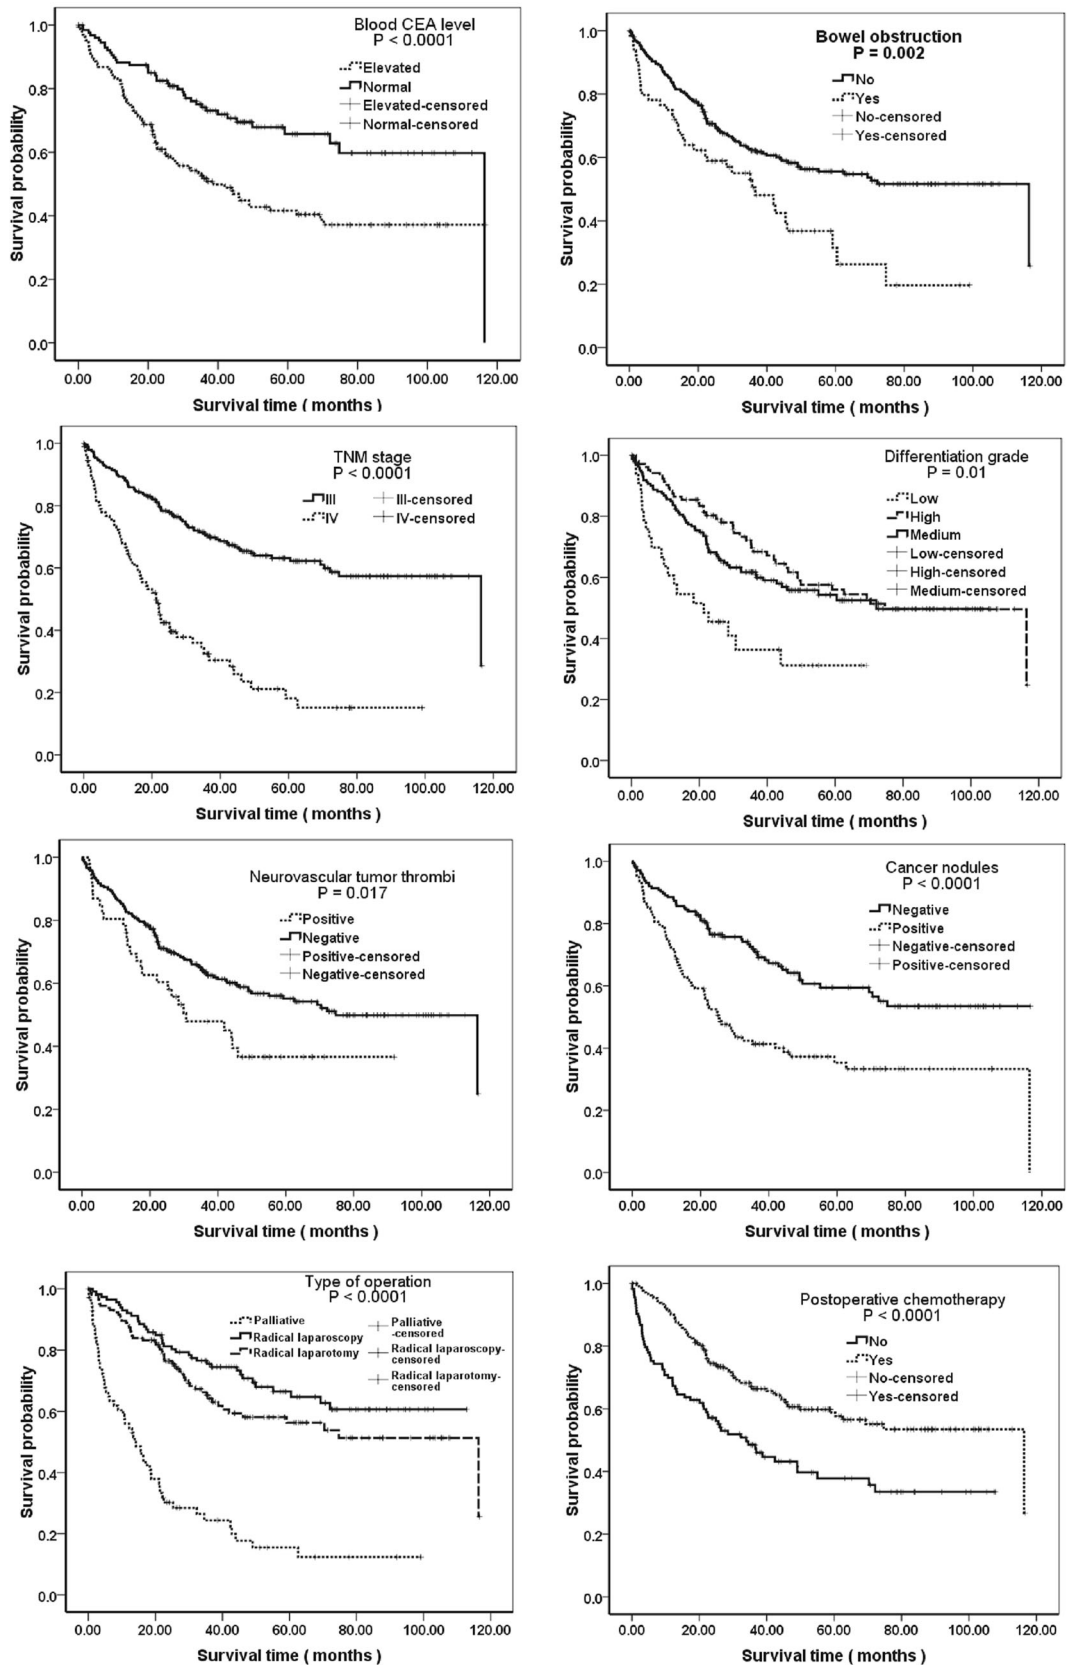 Blood CEA level
P < 0.0001
Elevated
Normal
Elevated-censored
Normal-censored
Survival probability
1.0
0.8
0.6
0.4
0.2
0.0
0.00 20.00 40.00 60.00 80.00 100.00 120.00
Survival time ( months )
Bowel obstruction
P = 0.002
No
Yes
No-censored
Yes-censored
Survival probability
1.0
0.8
0.6
0.4
0.2
0.0
0.00 20.00 40.00 60.00 80.00 100.00 120.00
Survival time ( months )
TNM stage
P < 0.0001
III III-censored
IV IV-censored
Survival probability
1.0
0.8
0.6
0.4
0.2
0.0
0.00 20.00 40.00 60.00 80.00 100.00 120.00
Survival time ( months )
Differentiation grade
P = 0.01
Low
High
Medium
Low-censored
High-censored
Medium-censored
Survival probability
1.0
0.8
0.6
0.4
0.2
0.0
0.00 20.00 40.00 60.00 80.00 100.00 120.00
Survival time ( months )
Neurovascular tumor thrombi
P = 0.017
Positive
Negative
Positive-censored
Negative-censored
Survival probability
1.0
0.8
0.6
0.4
0.2
0.0
0.00 20.00 40.00 60.00 80.00 100.00 120.00
Survival time ( months )
Cancer nodules
P < 0.0001
Negative
Positive
Negative-censored
Positive-censored
Survival probability
1.0
0.8
0.6
0.4
0.2
0.0
0.00 20.00 40.00 60.00 80.00 100.00 120.00
Survival time ( months )
Type of operation
P < 0.0001
Palliative
Radical laparoscopy
Radical laparotomy
Palliative
-censored
Radical laparoscopy-
censored
Radical laparotomy-
censored
Survival probability
1.0
0.8
0.6
0.4
0.2
0.0
0.00 20.00 40.00 60.00 80.00 100.00 120.00
Survival time ( months )
Postoperative chemotherapy
P < 0.0001
No
Yes
No-censored
Yes-censored
Survival probability
1.0
0.8
0.6
0.4
0.2
0.0
0.00 20.00 40.00 60.00 80.00 100.00 120.00
Survival time ( months )